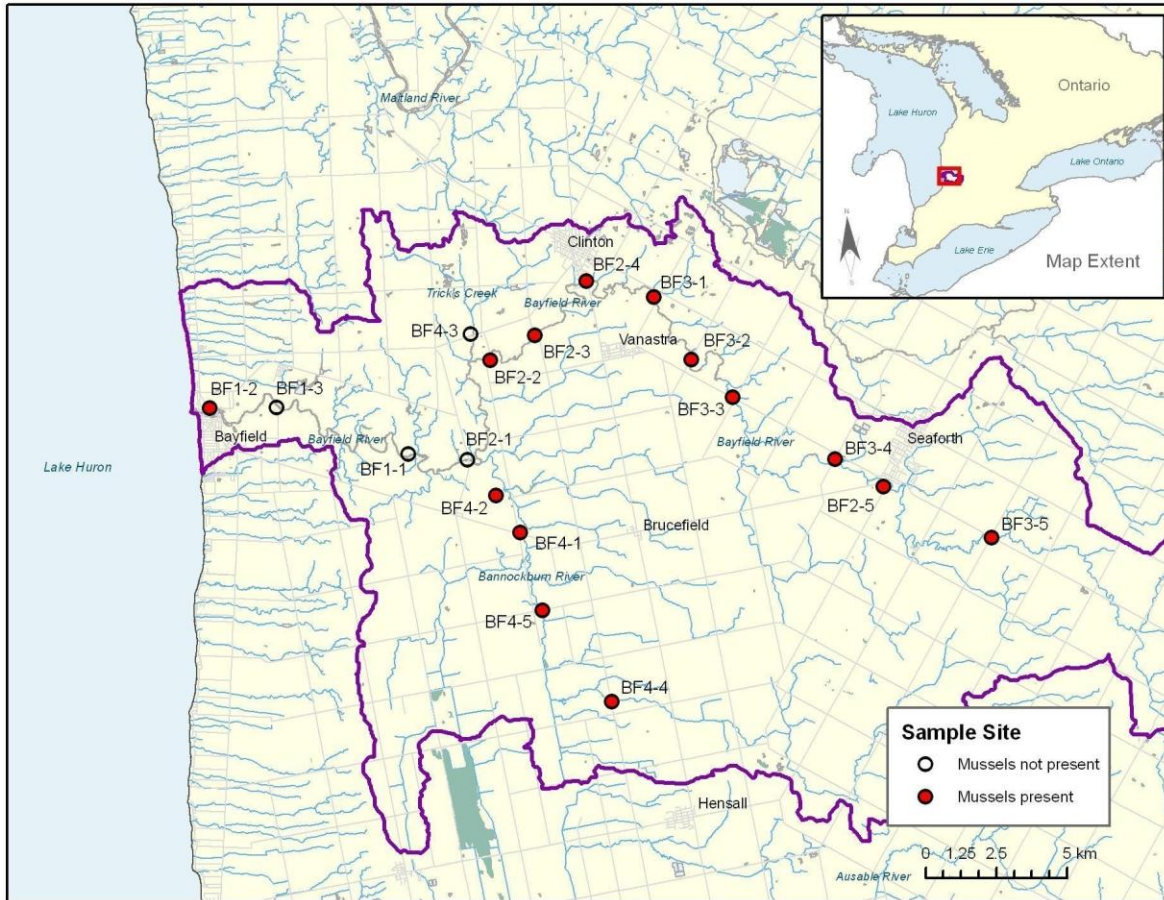 Maitland River
Ontario
Lake Huron
Lake Ontario
Lake Erie
N
Map Extent
Clinton
BF2-4
Trick's Creek
Bayfield River
BF3-1
BF4-3
BF2-3
Vanastra
BF3-2
BF2-2
BF3-3
BF1-2
BF1-3
Bayfield
Bayfield River
BF1-1
BF2-1
Bayfield River
BF3-4
Seaforth
Lake Huron
BF4-2
BF2-5
BF4-1
Brucefield
BF3-5
Bannockburn River
BF4-5
BF4-4
Hensall
Sample Site
Mussels not present
Mussels present
0 1.25 2.5 5 km
Ausable River